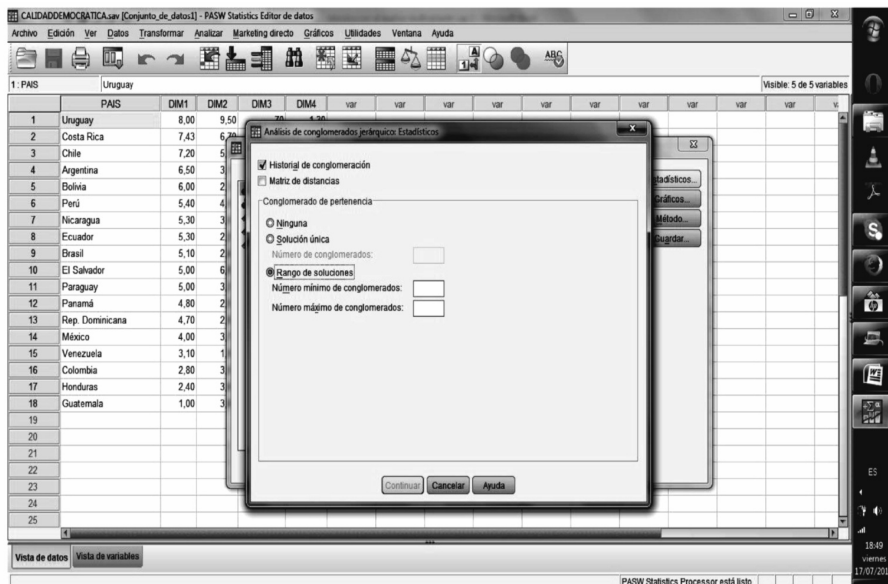 CALIDADDEMOCRATICA.sav [Conjunto_de_datos1] - PASW Statistics Editor de datos
Archivo Edición Ver Datos Transformar Analizar Marketing directo Gráficos Utilidades Ventana Ayuda
1 : PAIS Uruguay Visible: 5 de 5 variables
PAIS DIM1 DIM2 DIM3 DIM4 var var var var var var var var var
1 Uruguay 8,00 9,50
2 Costa Rica 7,43
3 Chile 7,20
4 Argentina 6,50
5 Bolivia 6,00
6 Perú 5,40
7 Nicaragua 5,30
8 Ecuador 5,30
9 Brasil 5,10
10 El Salvador 5,00
11 Paraguay 5,00
12 Panamá 4,80
13 Rep. Dominicana 4,70
14 México 4,00
15 Venezuela 3,10
16 Colombia 2,80
17 Honduras 2,40
18 Guatemala 1,00
19
20
21
22
23
24
25
Análisis de conglomerados jerárquico: Estadísticos
Historial de conglomeración
Matriz de distancias
Conglomerado de pertenencia
Ninguna
Solución única
Número de conglomerados:
Rango de soluciones
Número mínimo de conglomerados:
Número máximo de conglomerados:
Continuar Cancelar Ayuda
tadísticos...
Gráficos...
Método...
Guardar...
Vista de datos Vista de variables
PASW Statistics Processor está listo
ES
18:49
viernes
17/07/201